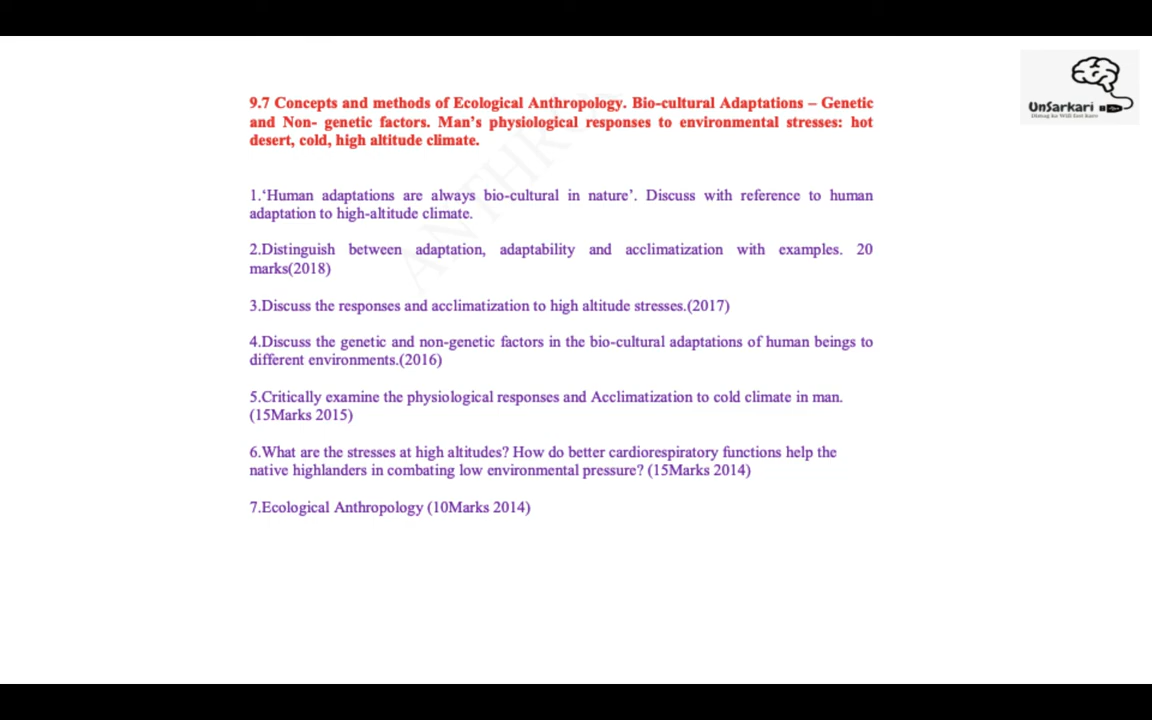 9.7 Concepts and methods of Ecological Anthropology. Bio-cultural Adaptations – Genetic
and Non- genetic factors. Man’s physiological responses to environmental stresses: hot
desert, cold, high altitude climate.
UnSarkari
1.‘Human adaptations are always bio-cultural in nature’. Discuss with reference to human
adaptation to high-altitude climate.
2.Distinguish between adaptation, adaptability and acclimatization with examples. 20
marks(2018)
3.Discuss the responses and acclimatization to high altitude stresses.(2017)
4.Discuss the genetic and non-genetic factors in the bio-cultural adaptations of human beings to
different environments.(2016)
5.Critically examine the physiological responses and Acclimatization to cold climate in man.
(15Marks 2015)
6.What are the stresses at high altitudes? How do better cardiorespiratory functions help the
native highlanders in combating low environmental pressure? (15Marks 2014)
7.Ecological Anthropology (10Marks 2014)